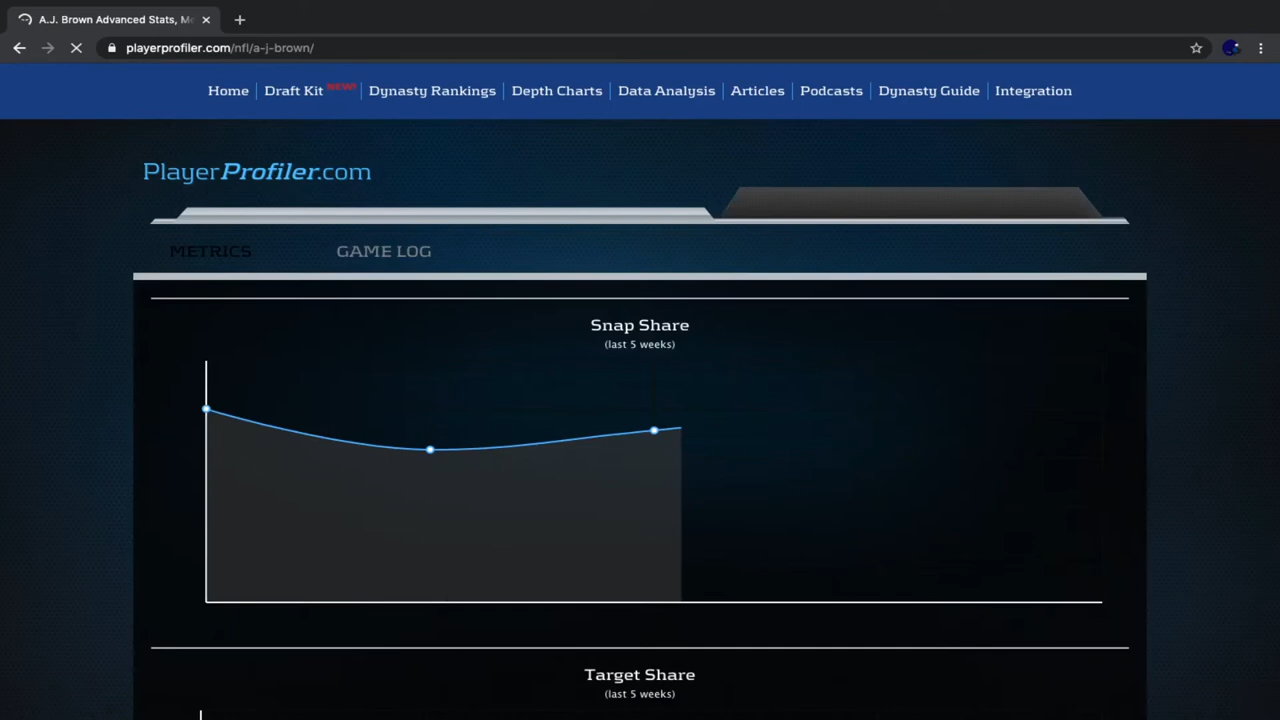 A.J. Brown Advanced Stats, Me
playerprofiler.com/nfl/a-j-brown/
Home Draft Kit NEW! Dynasty Rankings Depth Charts Data Analysis Articles Podcasts Dynasty Guide Integration
PlayerProfiler.com
METRICS GAME LOG
Snap Share
(last 5 weeks)
Target Share
(last 5 weeks)